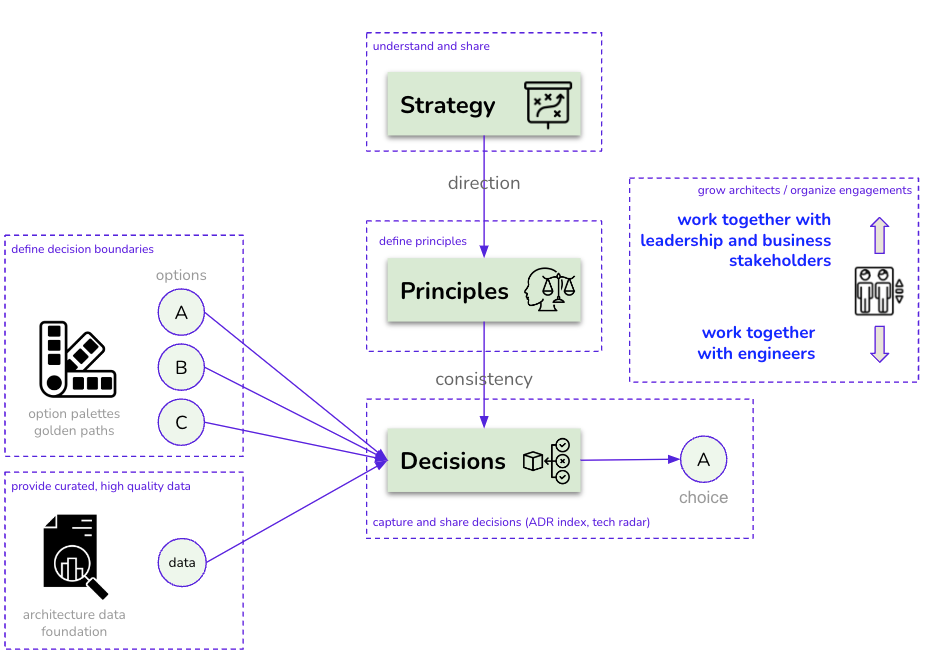 understand and share
Strategy
direction
define principles
Principles
consistency
grow architects / organize engagements
work together with
leadership and business
stakeholders
work together
with engineers
define decision boundaries
options
A
B
C
option palettes
golden paths
provide curated, high quality data
data
architecture data
foundation
Decisions
A
choice
capture and share decisions (ADR index, tech radar)